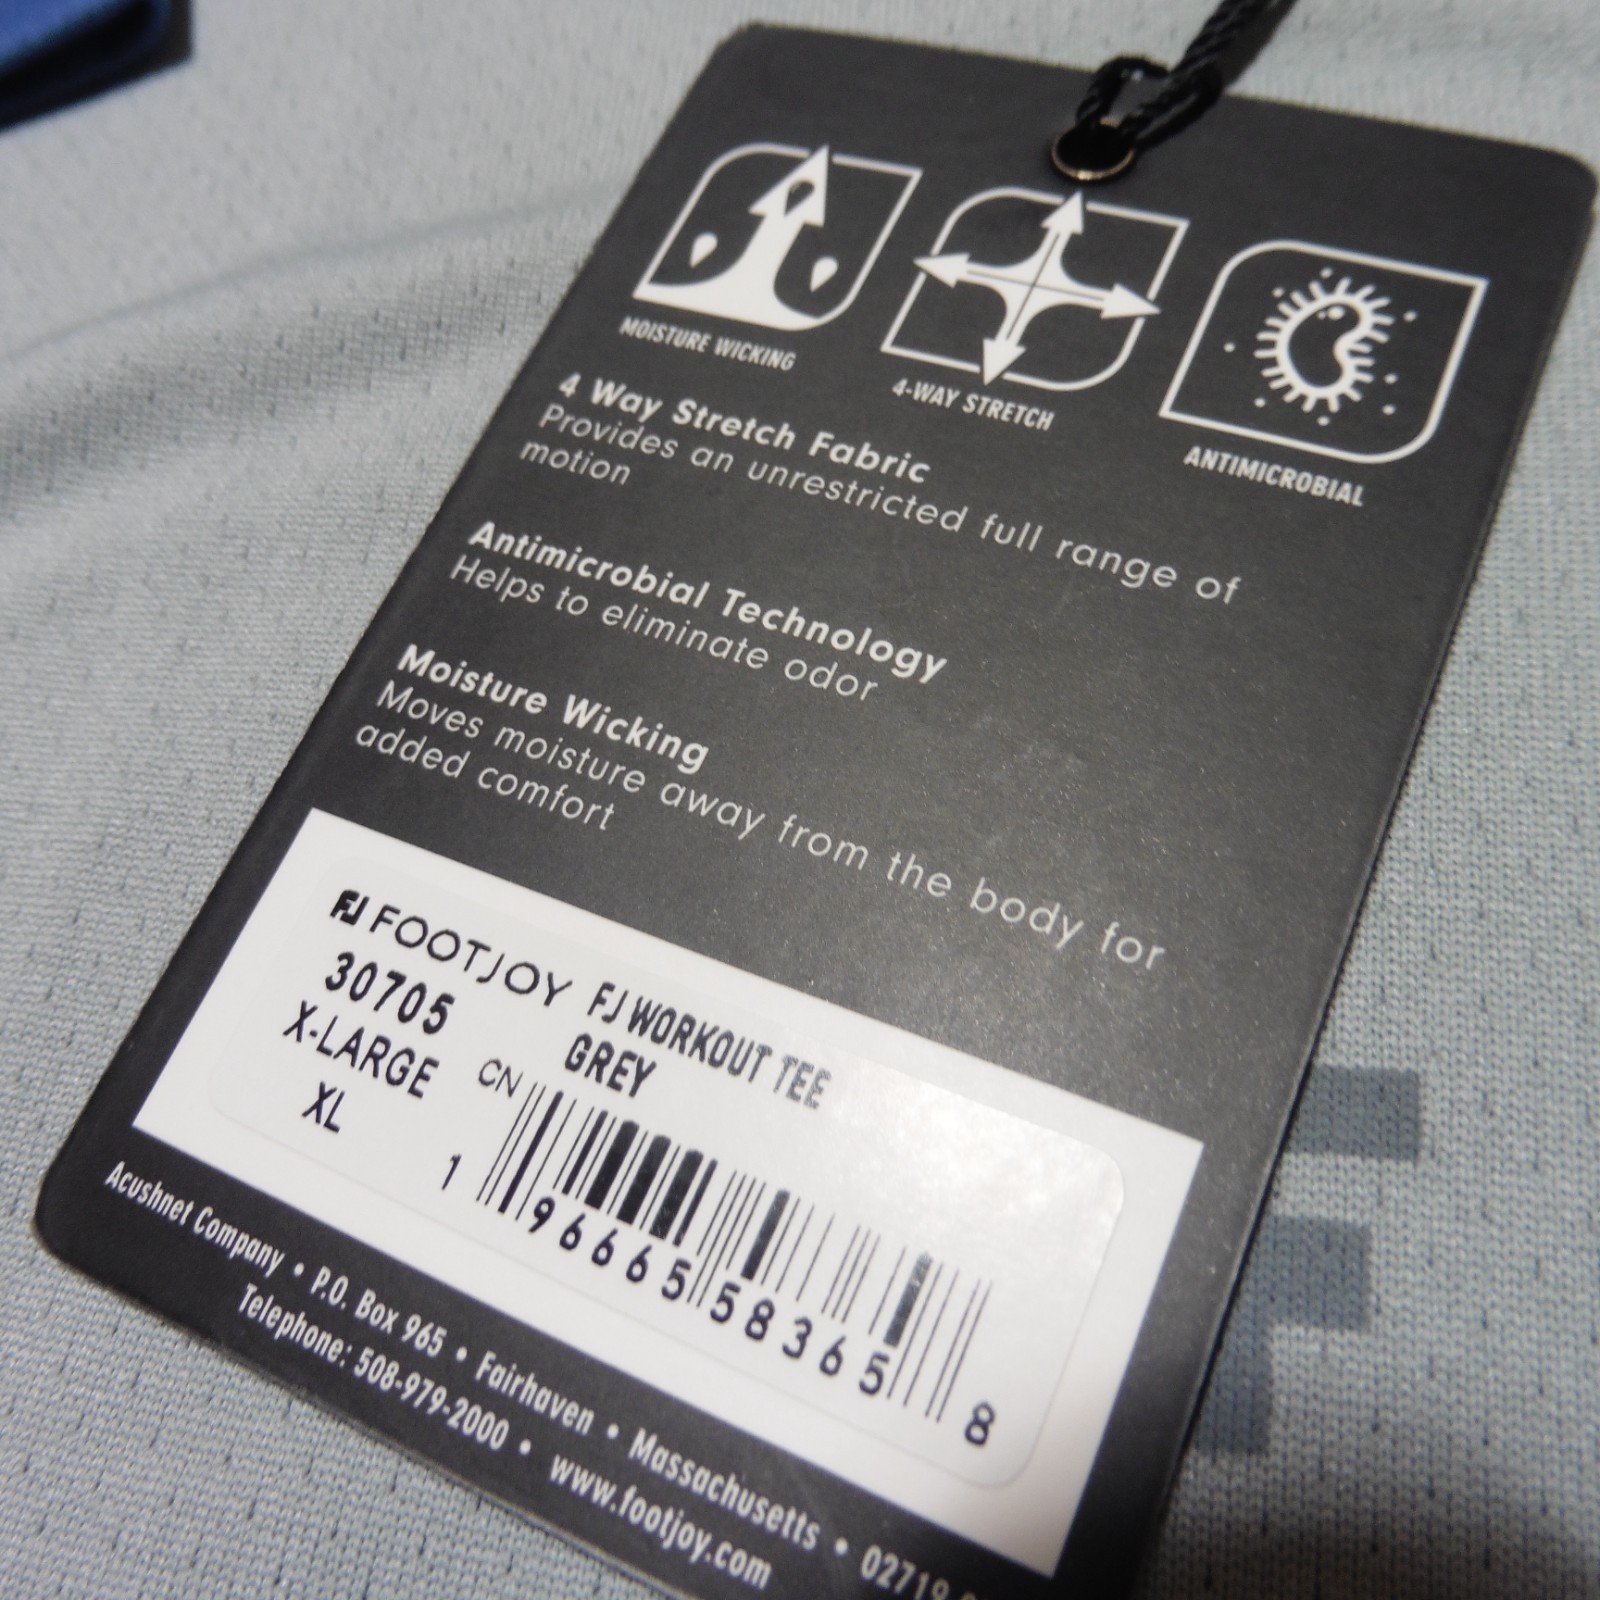 MOISTURE WICKING
4-WAY STRETCH
ANTIMICROBIAL
4 Way Stretch Fabric
Provides an unrestricted full range of
motion
Antimicrobial Technology
Helps to eliminate odor
Moisture Wicking
Moves moisture away from the body for
added comfort
FJ FOOTJOY
FJ WORKOUT TEE
30705
GREY
X-LARGE
CN
XL
1 96665 58365 8
Acushnet Company • P.O. Box 965 • Fairhaven • Massachusetts • 02719
Telephone: 508-979-2000 • www.footjoy.com